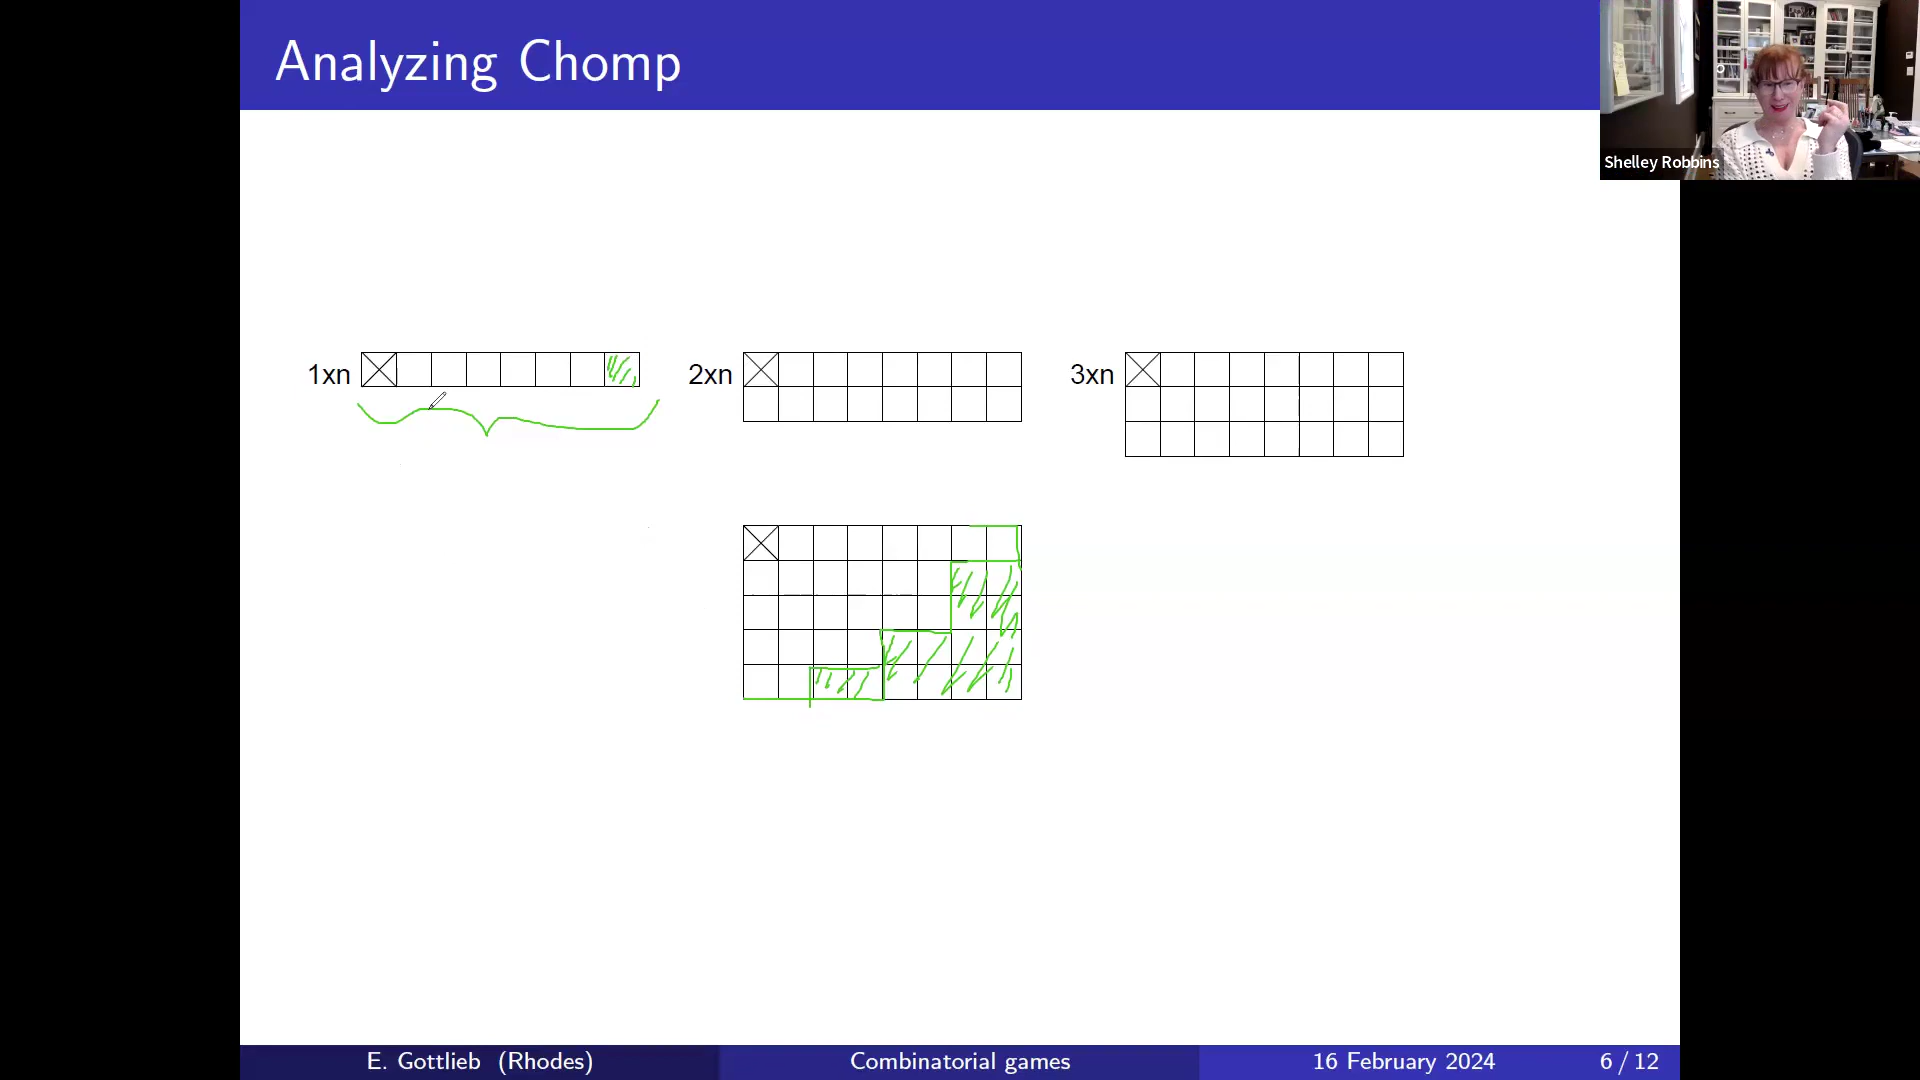 Analyzing Chomp
Shelley Robbins
1xn
2xn
3xn
E. Gottlieb (Rhodes)
Combinatorial games
16 February 2024
6 / 12